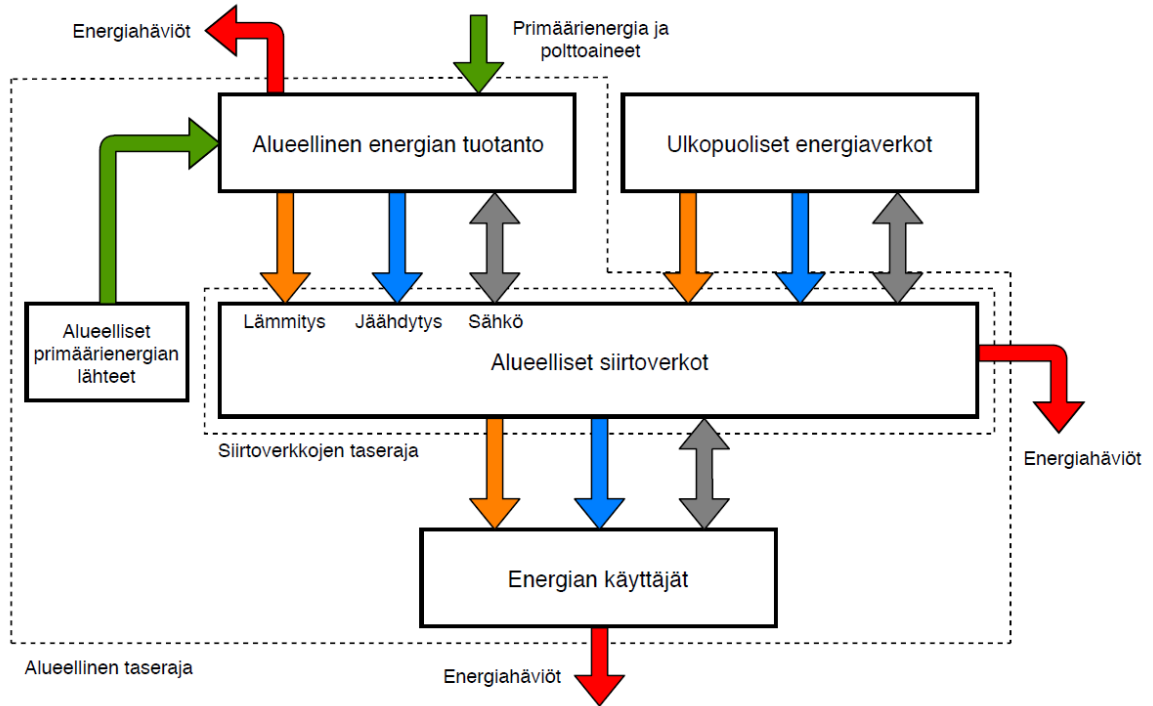 Energiahäviöt
Primäärienergia ja
polttoaineet
Alueellinen energian tuotanto
Ulkopuoliset energiaverkot
Lämmitys
Jäähdytys
Sähkö
Alueelliset
primäärienergian
lähteet
Alueelliset siirtoverkot
Siirtoverkkojen taseraja
Energiahäviöt
Energian käyttäjät
Alueellinen taseraja
Energiahäviöt